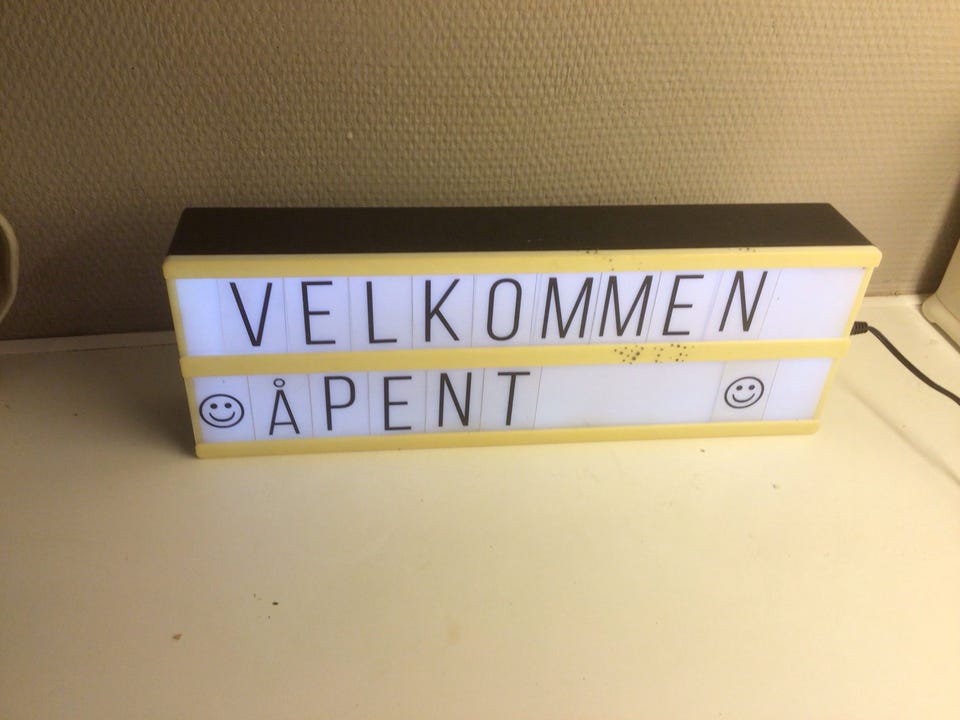 VELKOMMEN
☺ ÅPENT ☺